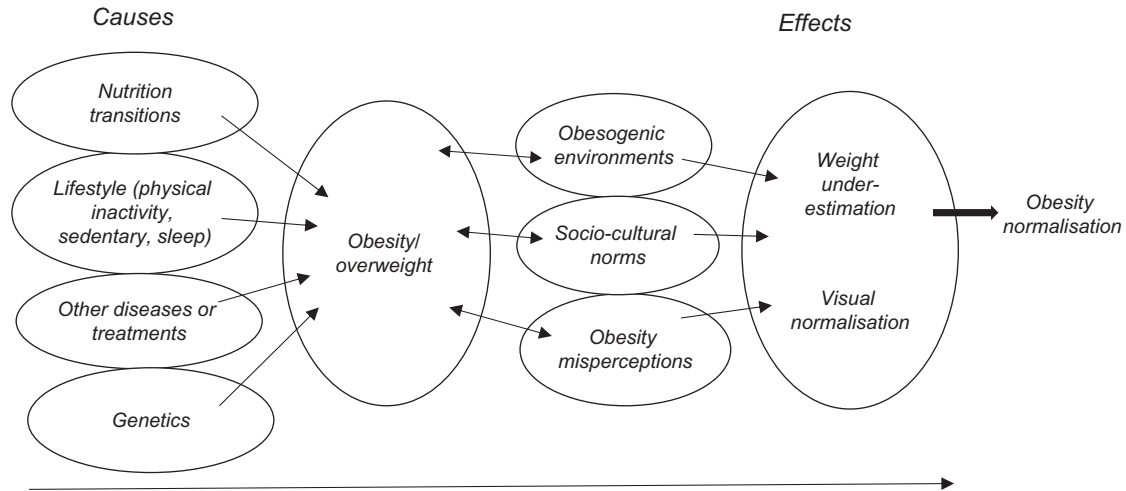 Causes
Effects
Nutrition
transitions
Lifestyle (physical
inactivity,
sedentary, sleep)
Other diseases or
treatments
Genetics
Obesity/
overweight
Obesogenic
environments
Socio-cultural
norms
Obesity
misperceptions
Weight
under-
estimation
Visual
normalisation
Obesity
normalisation